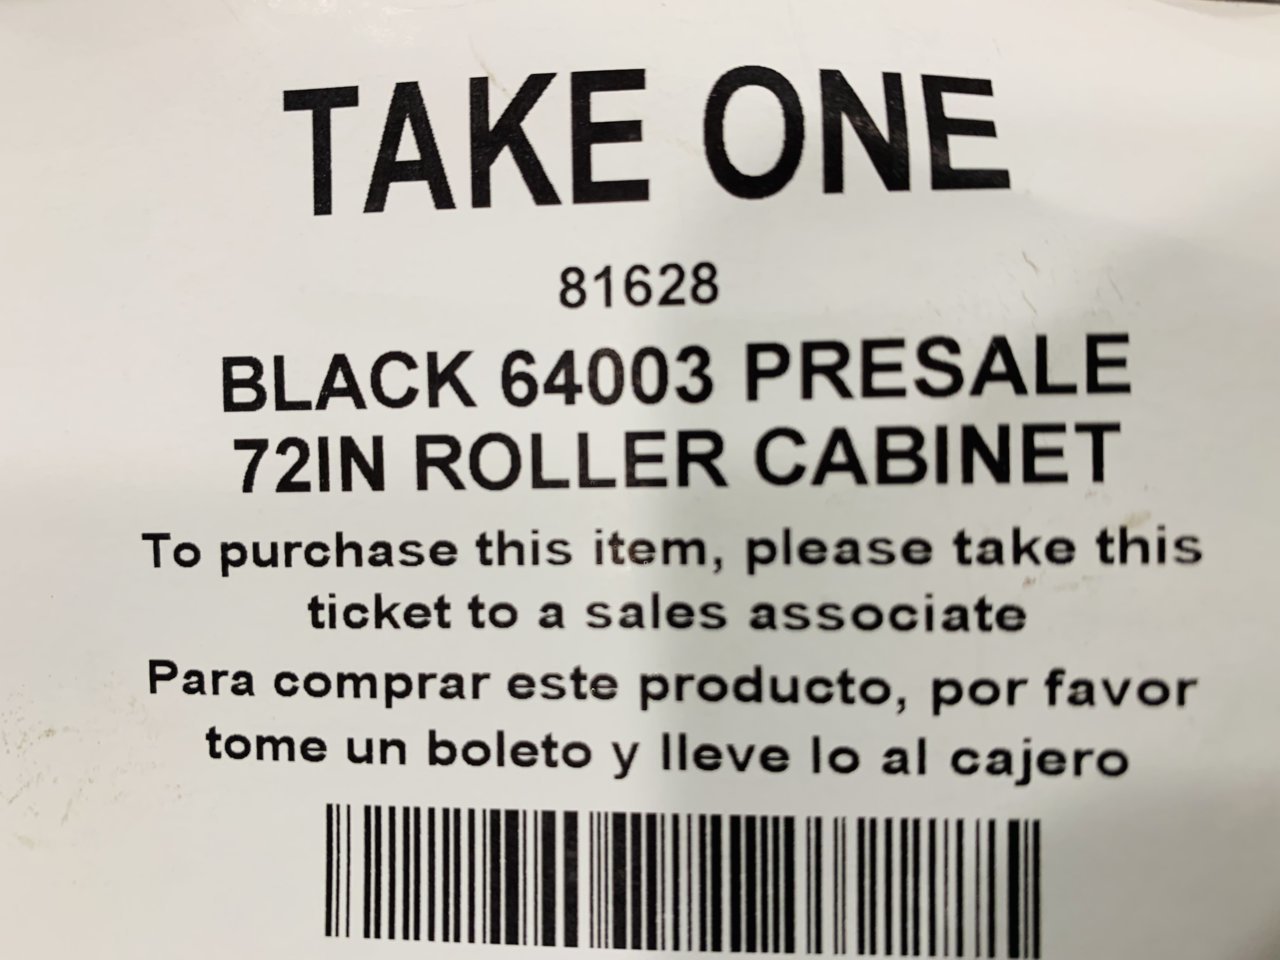 TAKE ONE
81628
BLACK 64003 PRESALE
72IN ROLLER CABINET
To purchase this item, please take this
ticket to a sales associate
Para comprar este producto, por favor
tome un boleto y lleve lo al cajero